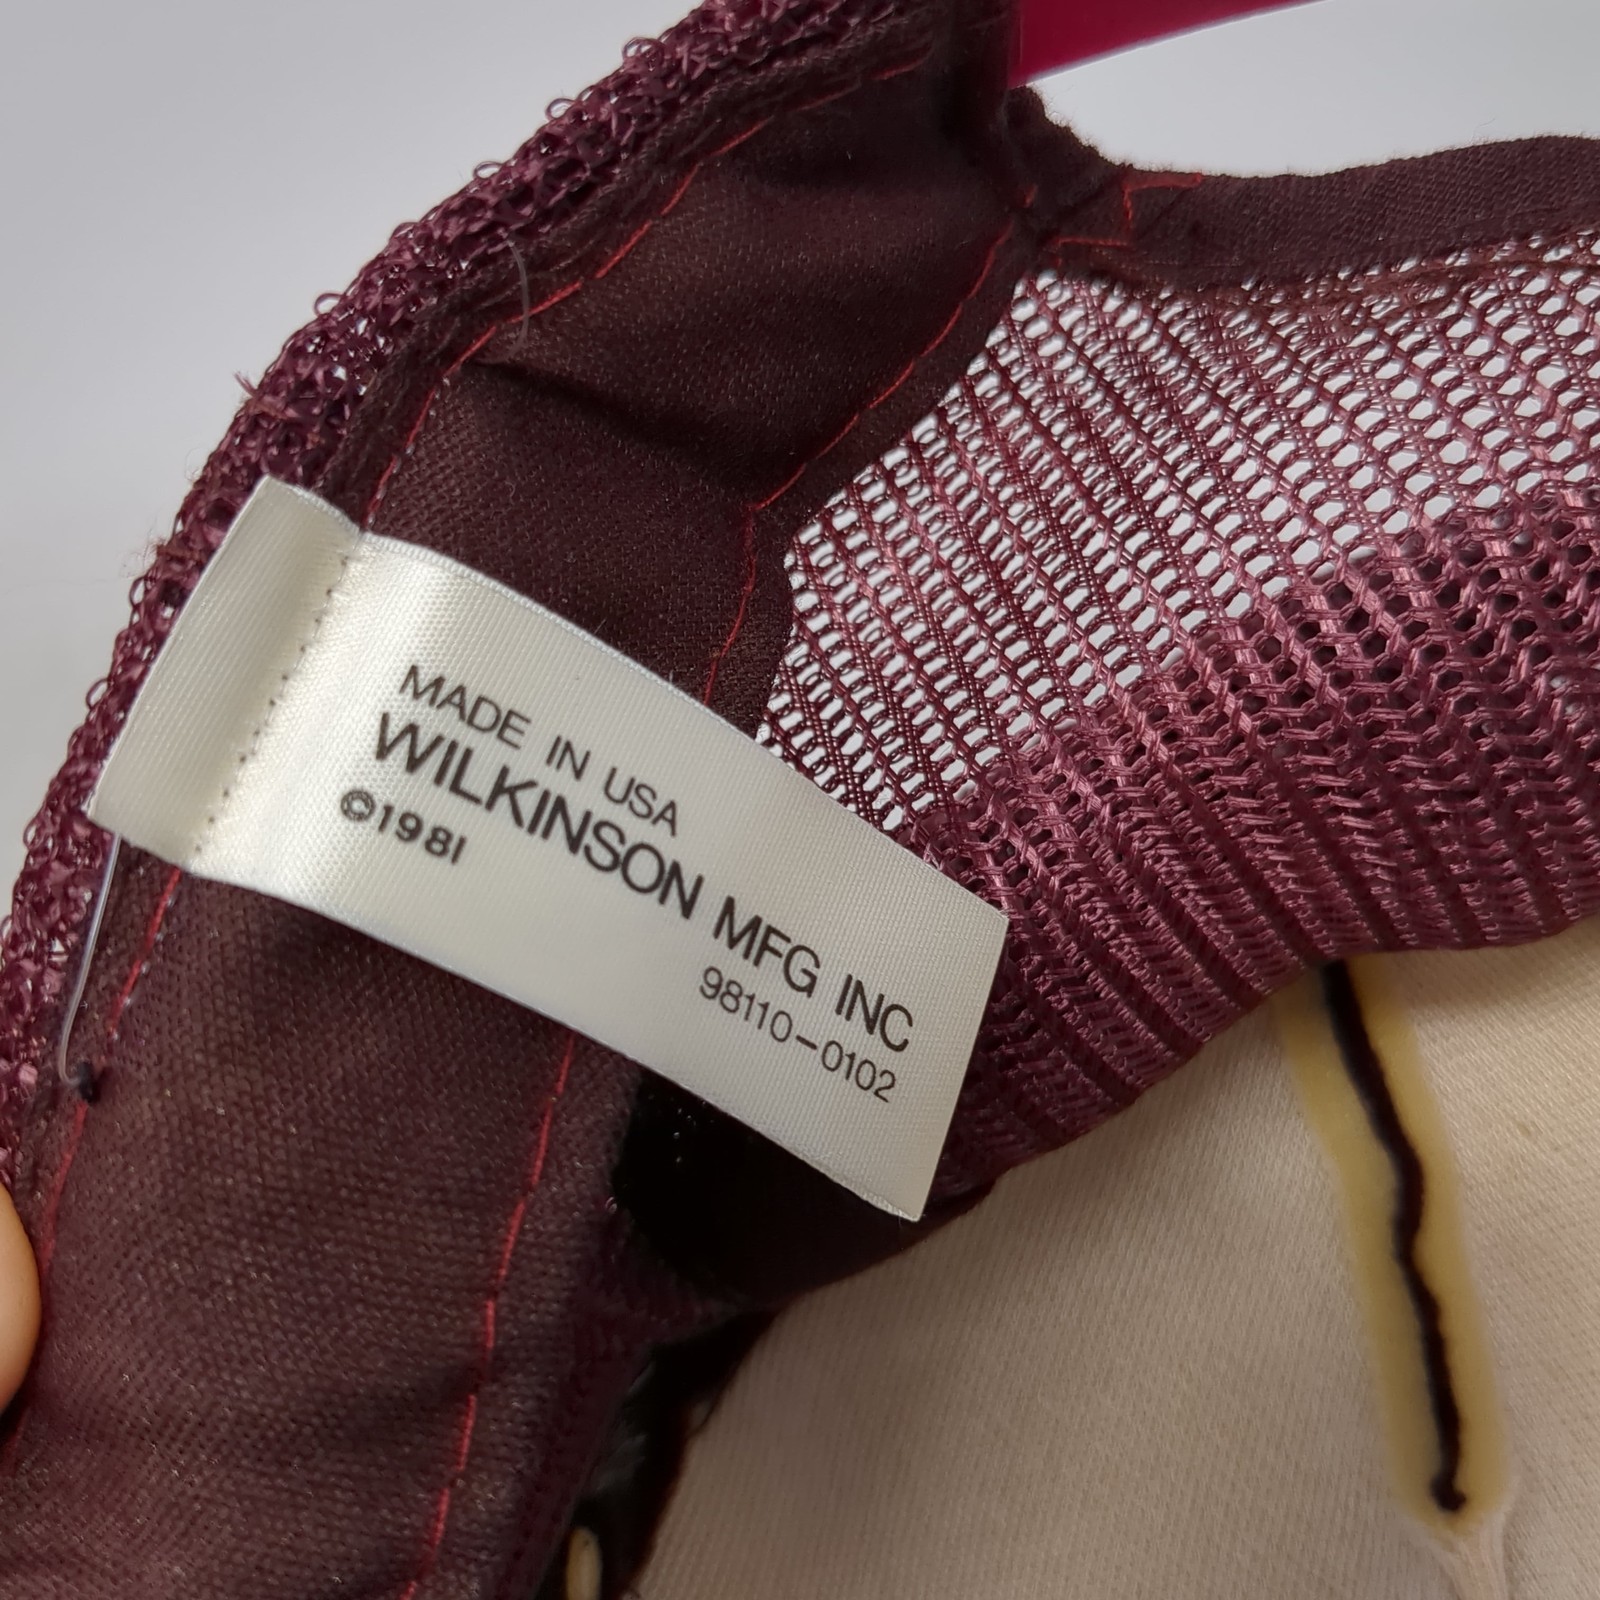 MADE IN USA
WILKINSON MFG INC
©1981
98110-0102